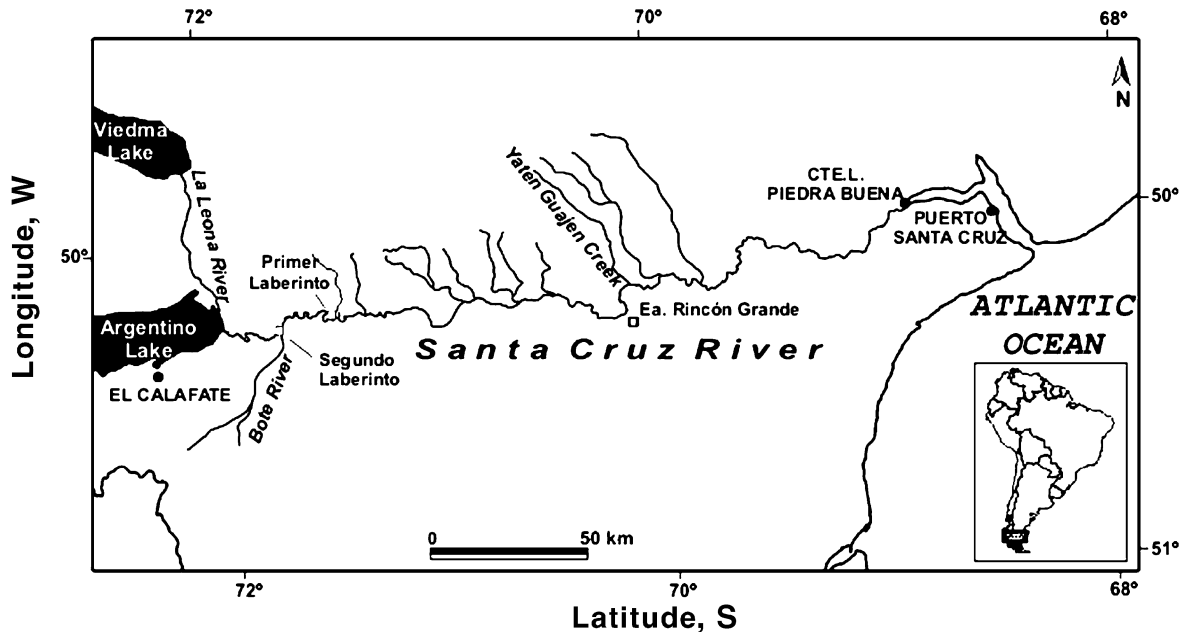 72° 70° 68°
N
Viedma
Lake
La Leona River
Yaten Guajen Creek
CTE.L.
PIEDRA BUENA
PUERTO
SANTA CRUZ
50°
50°
Primer
Laberinto
Ea. Rincón Grande
Argentino
Lake
Santa Cruz River
ATLANTIC
OCEAN
Segundo
Laberinto
EL CALAFATE
Bote River
0 50 km
51°
72° 70° 68°
Longitude, W
Latitude, S